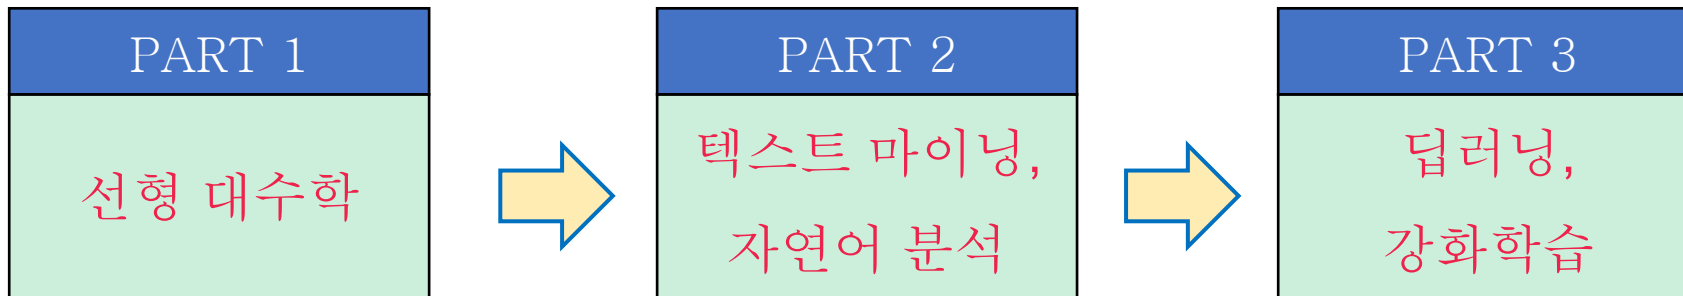 PART 1
선형 대수학
PART 2
텍스트 마이닝,
자연어 분석
PART 3
딥러닝,
강화학습